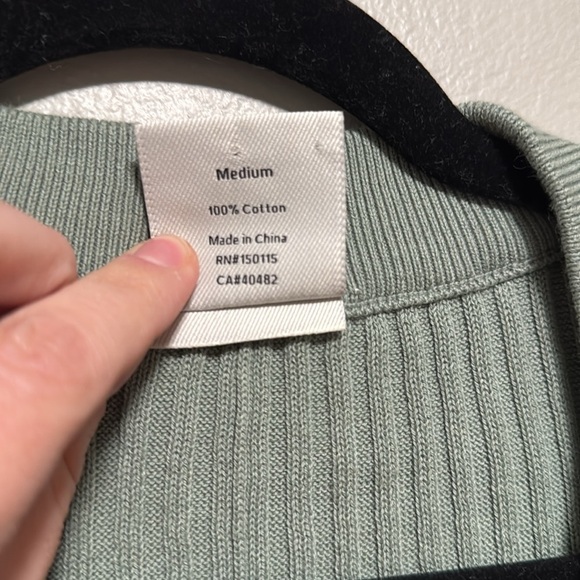 Medium
100% Cotton
Made in China
RN#150115
CA#40482